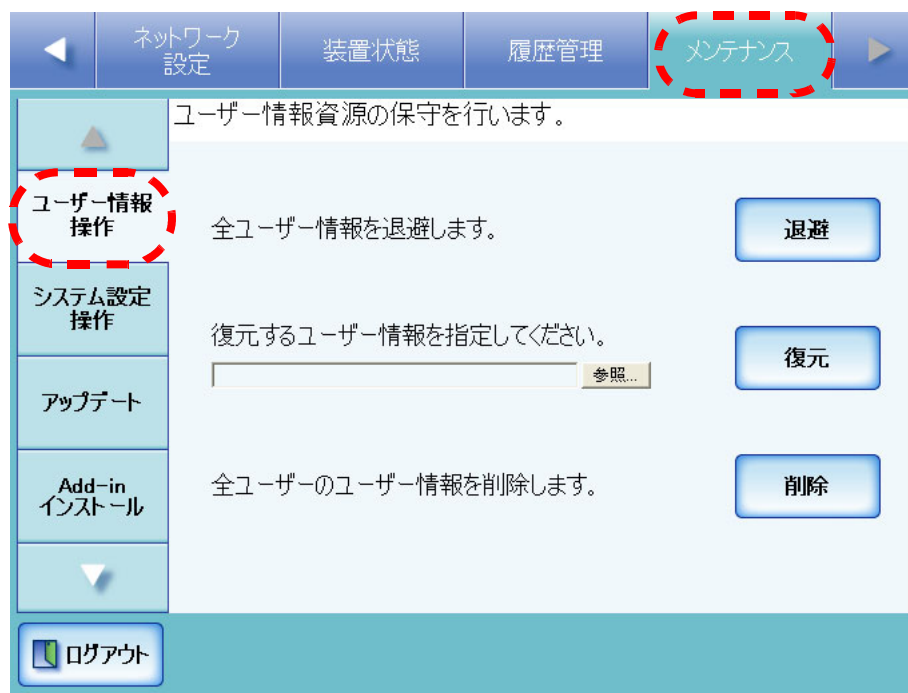 ネットワーク
設定
装置状態
履歴管理
メンテナンス
ユーザー情報資源の保守を行います。
ユーザー情報
操作
全ユーザー情報を退避します。
退避
システム設定
操作
復元するユーザー情報を指定してください。
参照...
復元
アップデート
Add-in
インストール
全ユーザーのユーザー情報を削除します。
削除
ログアウト